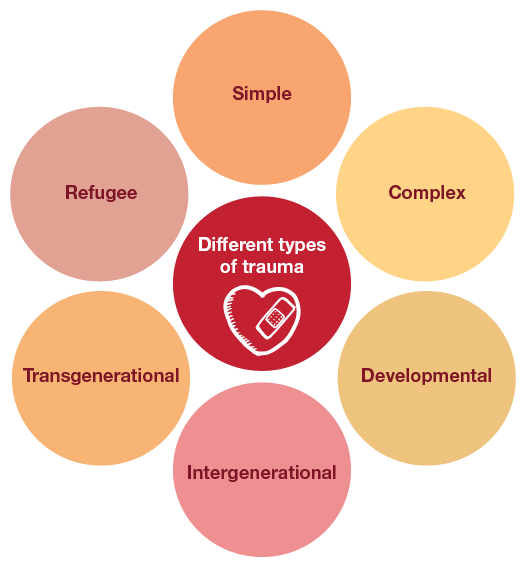 Simple
Refugee
Complex
Different types
of trauma
Transgenerational
Developmental
Intergenerational